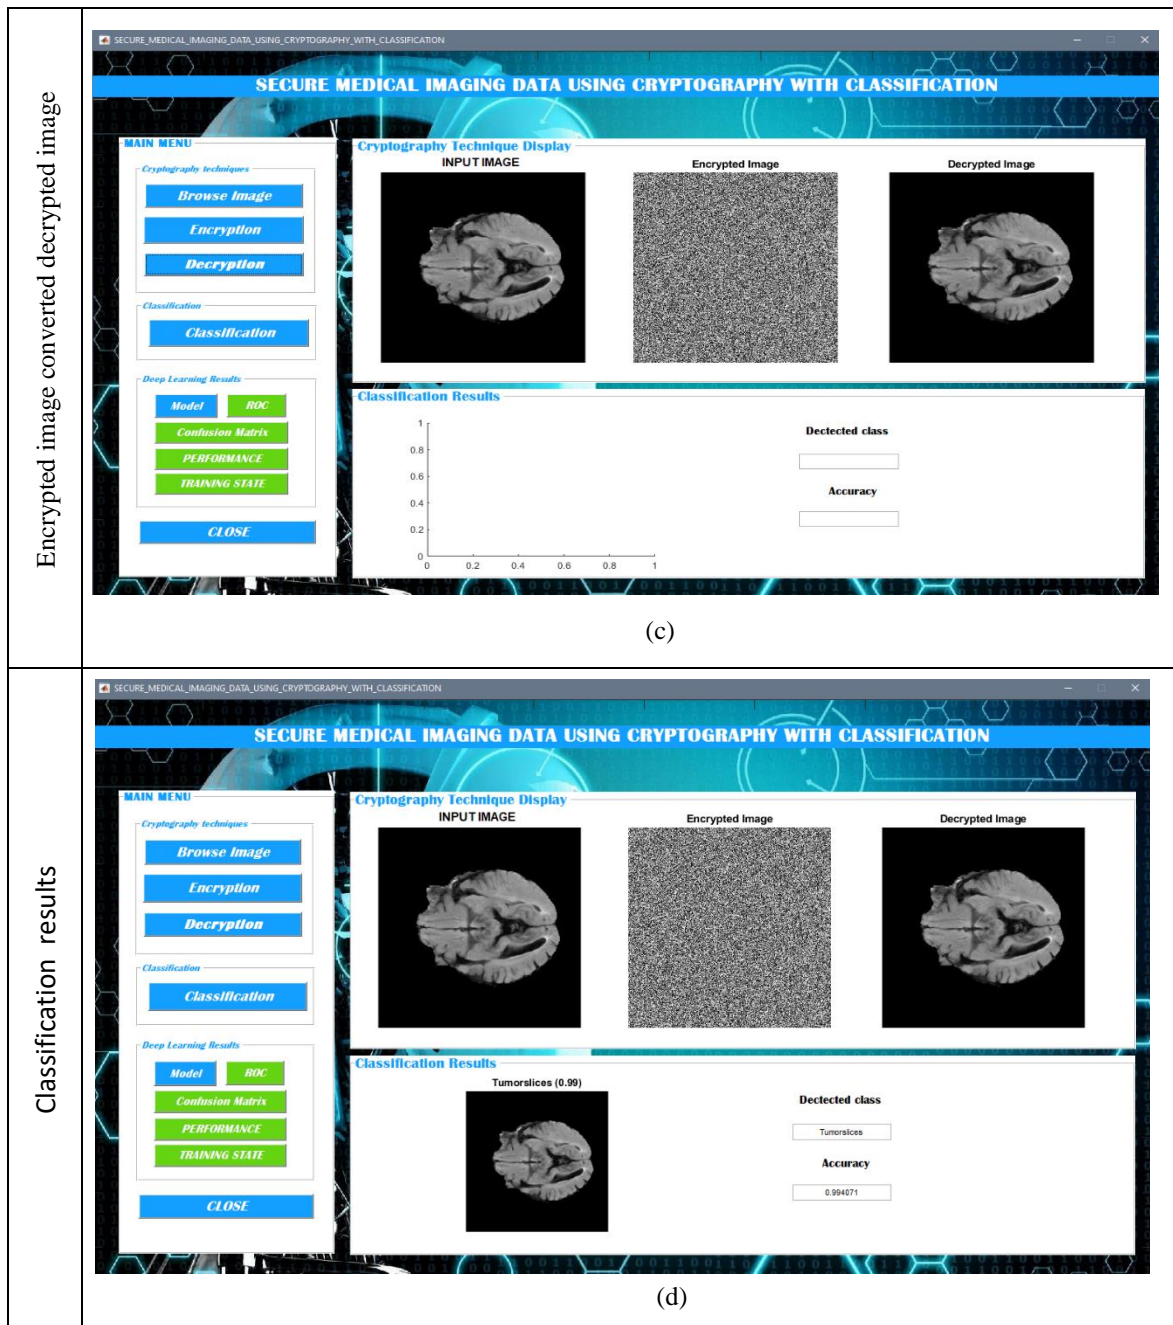 Encrypted image converted decrypted image
SECURE_MEDICAL_IMAGING_DATA_USING_CRYPTOGRAPHY_WITH_CLASSIFICATION
SECURE MEDICAL IMAGING DATA USING CRYPTOGRAPHY WITH CLASSIFICATION
MAIN MENU
Cryptography techniques
Browse Image
Encryption
Decryption
Classification
Classification
Deep Learning Results
Model ROC
Confusion Matrix
PERFORMANCE
TRAINING STATE
CLOSE
Cryptography Technique Display
INPUT IMAGE Encrypted Image Decrypted Image
Classification Results
1
0.8
0.6
0.4
0.2
0
0 0.2 0.4 0.6 0.8 1
Dectected class
Accuracy
(c)
Classification results
SECURE_MEDICAL_IMAGING_DATA_USING_CRYPTOGRAPHY_WITH_CLASSIFICATION
SECURE MEDICAL IMAGING DATA USING CRYPTOGRAPHY WITH CLASSIFICATION
MAIN MENU
Cryptography techniques
Browse Image
Encryption
Decryption
Classification
Classification
Deep Learning Results
Model ROC
Confusion Matrix
PERFORMANCE
TRAINING STATE
CLOSE
Cryptography Technique Display
INPUT IMAGE Encrypted Image Decrypted Image
Classification Results
Tumorslices (0.99)
Dectected class
Tumorslices
Accuracy
0.994071
(d)